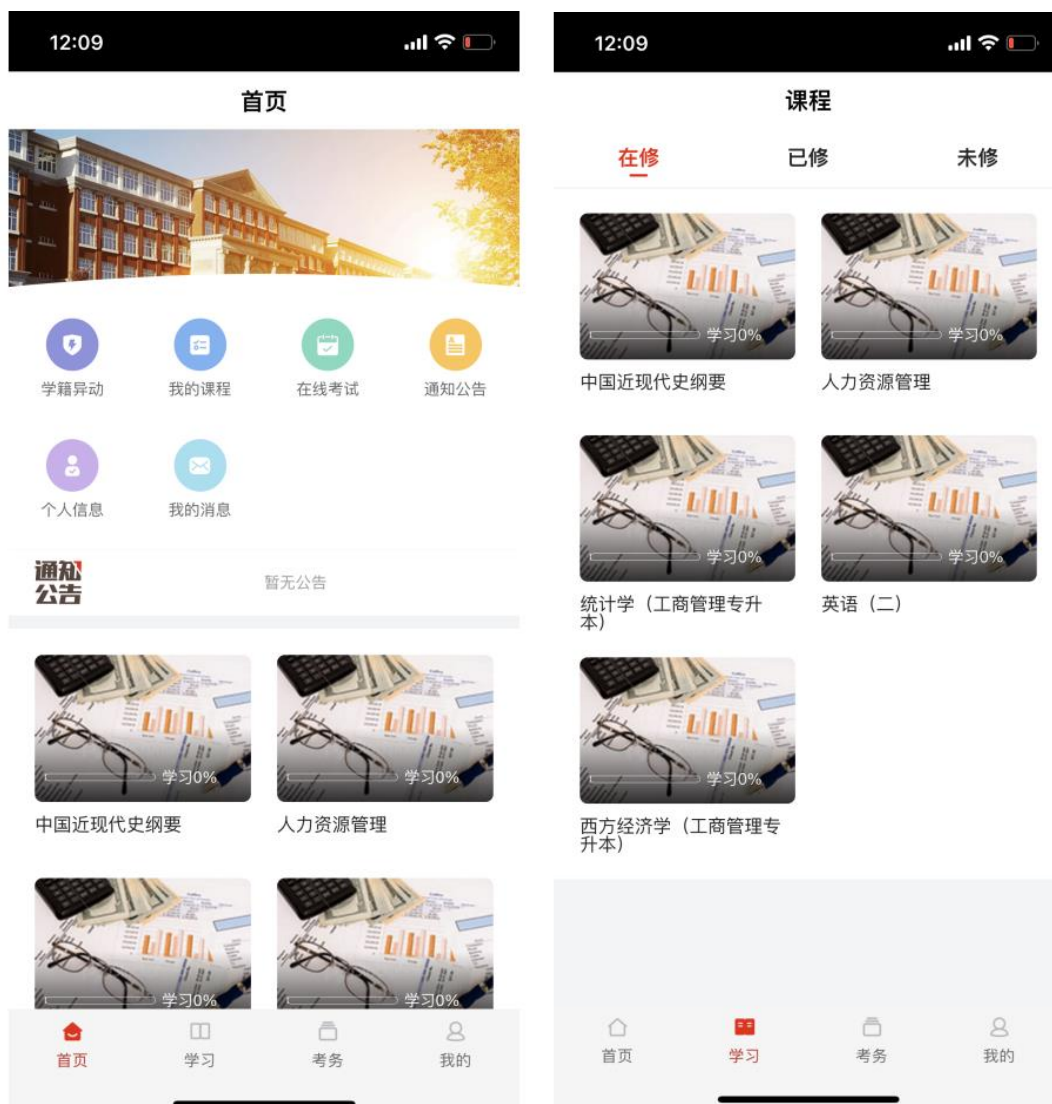 12:09
首页
学籍异动
我的课程
在线考试
通知公告
个人信息
我的消息
通知
公告
暂无公告
学习0%
学习0%
中国近现代史纲要
人力资源管理
学习0%
学习0%
首页
学习
考务
我的
12:09
课程
在修
已修
未修
学习0%
学习0%
中国近现代史纲要
人力资源管理
学习0%
学习0%
统计学（工商管理专升
本）
英语（二）
学习0%
西方经济学（工商管理专
升本）
首页
学习
考务
我的